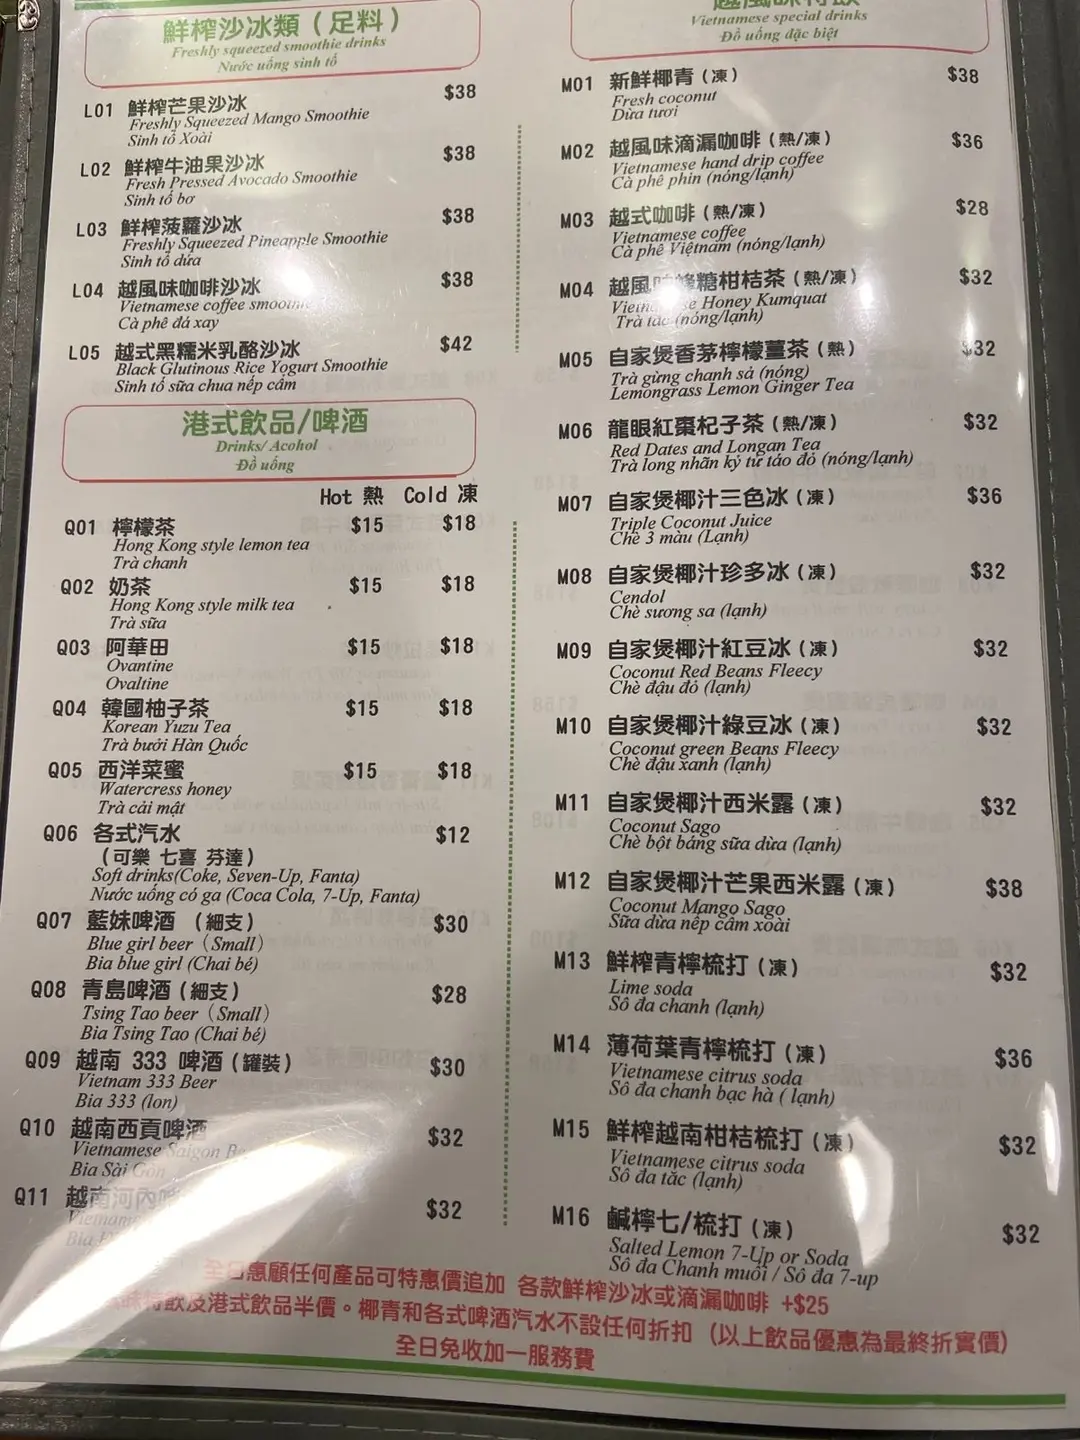 鮮榨沙冰類（足料）
Freshly squeezed smoothie drinks
Nước uống sinh tố
L01 鮮榨芒果沙冰 $38
Freshly Squeezed Mango Smoothie
Sinh tố Xoài
L02 鮮榨牛油果沙冰 $38
Fresh Pressed Avocado Smoothie
Sinh tố bơ
L03 鮮榨菠蘿沙冰 $38
Freshly Squeezed Pineapple Smoothie
Sinh tố dứa
L04 越風味咖啡沙冰 $38
Vietnamese coffee smoothie
Cà phê đá xay
L05 越式黑糯米乳酪沙冰 $42
Black Glutinous Rice Yogurt Smoothie
Sinh tố sữa chua nếp cẩm
港式飲品/啤酒
Drinks/ Acohol
Đồ uống
Hot 熱 Cold 凍
Q01 檸檬茶 $15 $18
Hong Kong style lemon tea
Trà chanh
Q02 奶茶 $15 $18
Hong Kong style milk tea
Trà sữa
Q03 阿華田 $15 $18
Ovantine
Ovaltine
Q04 韓國柚子茶 $15 $18
Korean Yuzu Tea
Trà bưởi Hàn Quốc
Q05 西洋菜蜜 $15 $18
Watercress honey
Trà cải mật
Q06 各式汽水 $12
（可樂 七喜 芬達）
Soft drinks(Coke, Seven-Up, Fanta)
Nước uống có ga (Coca Cola, 7-Up, Fanta)
Q07 藍妹啤酒 （細支） $30
Blue girl beer（Small）
Bia blue girl (Chai bé)
Q08 青島啤酒（細支） $28
Tsing Tao beer（Small）
Bia Tsing Tao (Chai bé)
Q09 越南 333 啤酒（罐裝） $30
Vietnam 333 Beer
Bia 333 (lon)
Q10 越南西貢啤酒 $32
Vietnamese Saigon
Bia Sài Gòn
Q11 越南河內啤 $32
Bia
越風味特飲
Vietnamese special drinks
Đồ uống đặc biệt
M01 新鮮椰青（凍） $38
Fresh coconut
Dừa tươi
M02 越風味滴漏咖啡（熱/凍） $36
Vietnamese hand drip coffee
Cà phê phin (nóng/lạnh)
M03 越式咖啡（熱/凍） $28
Vietnamese coffee
Cà phê Việtnam (nóng/lạnh)
M04 越風味蜂糖柑桔茶（熱/凍） $32
Vietnamese Honey Kumquat
Trà tắc (nóng/lạnh)
M05 自家煲香茅檸檬薑茶（熱） $32
Trà gừng chanh sả (nóng)
Lemongrass Lemon Ginger Tea
M06 龍眼紅棗杞子茶（熱/凍） $32
Red Dates and Longan Tea
Trà long nhãn kỷ tử táo đỏ (nóng/lạnh)
M07 自家煲椰汁三色冰（凍） $36
Triple Coconut Juice
Chè 3 màu (Lạnh)
M08 自家煲椰汁珍多冰（凍） $32
Cendol
Chè sương sa (lạnh)
M09 自家煲椰汁紅豆冰（凍） $32
Coconut Red Beans Fleecy
Chè đậu đỏ (lạnh)
M10 自家煲椰汁綠豆冰（凍） $32
Coconut green Beans Fleecy
Chè đậu xanh (lạnh)
M11 自家煲椰汁西米露（凍） $32
Coconut Sago
Chè bột báng sữa dừa (lạnh)
M12 自家煲椰汁芒果西米露（凍） $38
Coconut Mango Sago
Sữa dừa nếp cẩm xoài
M13 鮮榨青檸梳打（凍） $32
Lime soda
Sô đa chanh (lạnh)
M14 薄荷葉青檸梳打（凍） $36
Vietnamese citrus soda
Sô đa chanh bạc hà ( lạnh)
M15 鮮榨越南柑桔梳打（凍） $32
Vietnamese citrus soda
Sô đa tắc (lạnh)
M16 鹹檸七/梳打（凍） $32
Salted Lemon 7-Up or Soda
Sô đa Chanh muối / Sô đa 7-up
全日惠顧任何產品可特惠價追加 各款鮮榨沙冰或滴漏咖啡 +$25
味特飲及港式飲品半價。椰青和各式啤酒汽水不設任何折扣（以上飲品優惠為最終折實價）
全日免收加一服務費